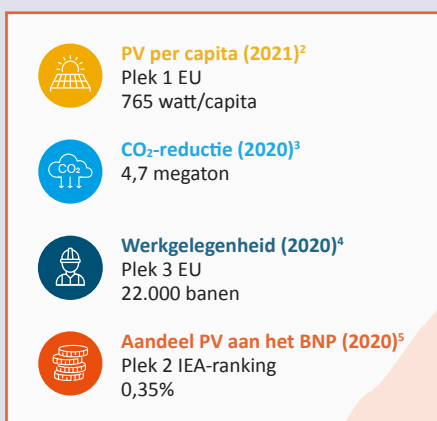 PV per capita (2021)²
Plek 1 EU
765 watt/capita
CO₂
CO₂-reductie (2020)³
4,7 megaton
Werkgelegenheid (2020)⁴
Plek 3 EU
22.000 banen
Aandeel PV aan het BNP (2020)⁵
Plek 2 IEA-ranking
0,35%